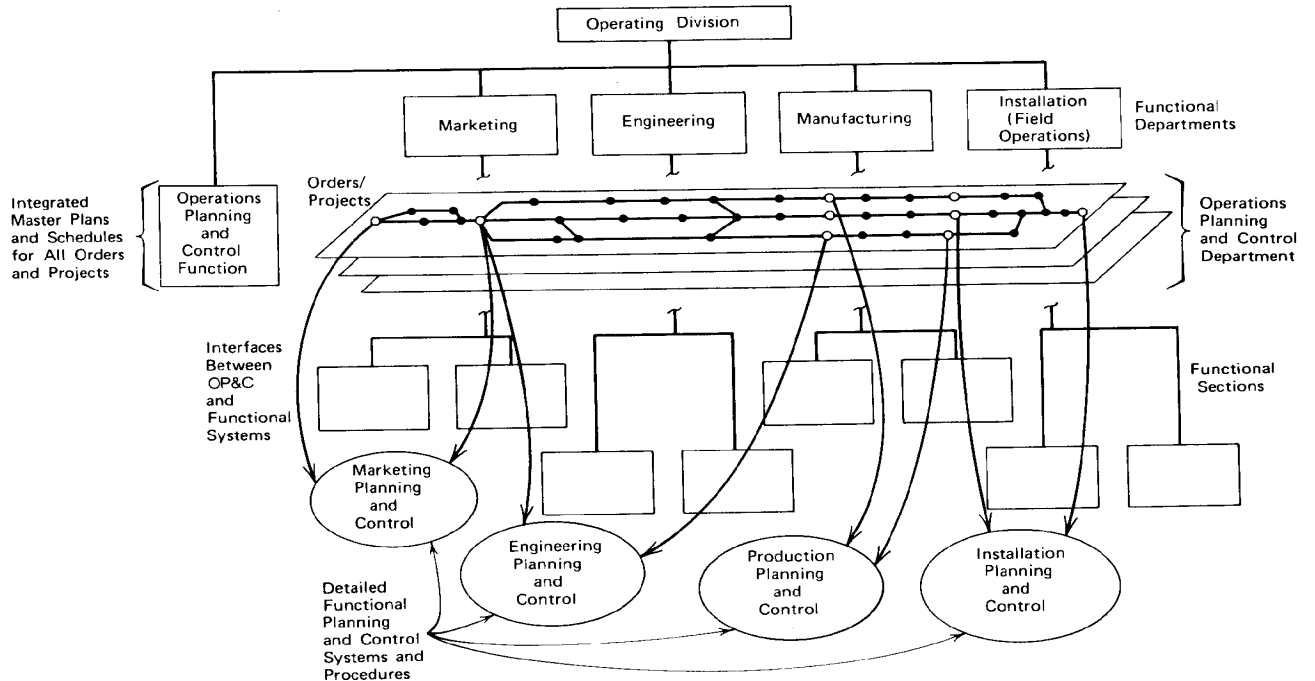 Operating Division
Marketing
Engineering
Manufacturing
Installation
(Field
Operations)
Functional
Departments
Integrated
Master Plans
and Schedules
for All Orders
and Projects
Operations
Planning
and
Control
Function
Orders/
Projects
Operations
Planning
and Control
Department
Interfaces
Between
OP&C
and
Functional
Systems
Functional
Sections
Marketing
Planning
and
Control
Engineering
Planning
and
Control
Production
Planning
and
Control
Installation
Planning
and
Control
Detailed
Functional
Planning
and Control
Systems and
Procedures